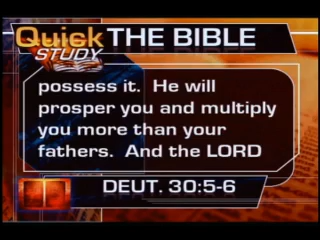 Quick THE BIBLE
STUDY
possess it. He will
prosper you and multiply
you more than your
fathers. And the LORD
DEUT. 30:5-6